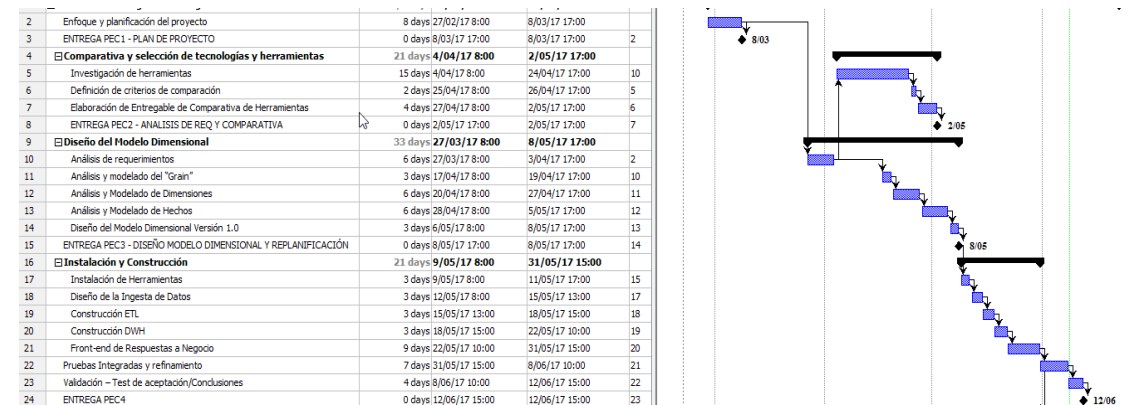 2 Enfoque y planificación del proyecto 8 days 27/02/17 8:00 8/03/17 17:00
3 ENTREGA PEC1 - PLAN DE PROYECTO 0 days 8/03/17 17:00 8/03/17 17:00 2 8/03
4 Comparativa y selección de tecnologías y herramientas 21 days 4/04/17 8:00 2/05/17 17:00
5 Investigación de herramientas 15 days 4/04/17 8:00 24/04/17 17:00 10
6 Definición de criterios de comparación 2 days 25/04/17 8:00 26/04/17 17:00 5
7 Elaboración de Entregable de Comparativa de Herramientas 4 days 27/04/17 8:00 2/05/17 17:00 6
8 ENTREGA PEC2 - ANALISIS DE REQ Y COMPARATIVA 0 days 2/05/17 17:00 2/05/17 17:00 7 2/05
9 Diseño del Modelo Dimensional 33 days 27/03/17 8:00 8/05/17 17:00
10 Análisis de requerimientos 6 days 27/03/17 8:00 3/04/17 17:00 2
11 Análisis y modelado del "Grain" 3 days 17/04/17 8:00 19/04/17 17:00 10
12 Análisis y Modelado de Dimensiones 6 days 20/04/17 8:00 27/04/17 17:00 11
13 Análisis y Modelado de Hechos 6 days 28/04/17 8:00 5/05/17 17:00 12
14 Diseño del Modelo Dimensional Versión 1.0 3 days 6/05/17 8:00 8/05/17 17:00 13
15 ENTREGA PEC3 - DISEÑO MODELO DIMENSIONAL Y REPLANIFICACIÓN 0 days 8/05/17 17:00 8/05/17 17:00 14 8/05
16 Instalación y Construcción 21 days 9/05/17 8:00 31/05/17 15:00
17 Instalación de Herramientas 3 days 9/05/17 8:00 11/05/17 17:00 15
18 Diseño de la Ingesta de Datos 3 days 12/05/17 8:00 15/05/17 13:00 17
19 Construcción ETL 3 days 15/05/17 13:00 18/05/17 15:00 18
20 Construcción DWH 3 days 18/05/17 15:00 22/05/17 10:00 19
21 Front-end de Respuestas a Negocio 9 days 22/05/17 10:00 31/05/17 15:00 20
22 Pruebas Integradas y refinamiento 7 days 31/05/17 15:00 8/06/17 10:00 21
23 Validación – Test de aceptación/Conclusiones 4 days 8/06/17 10:00 12/06/17 15:00 22
24 ENTREGA PEC4 0 days 12/06/17 15:00 12/06/17 15:00 23 12/06